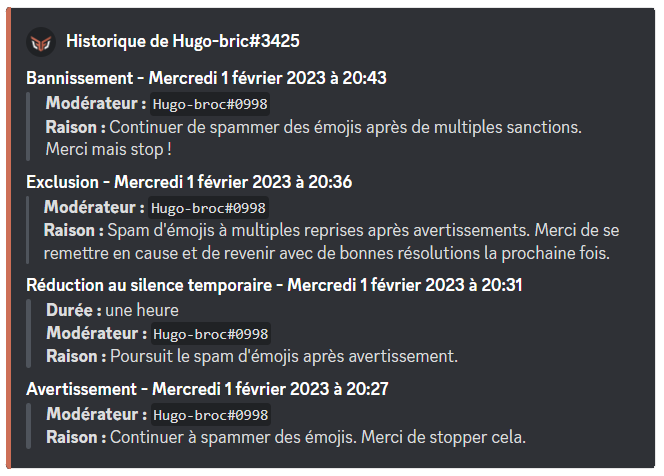 Historique de Hugo-bric#3425
Bannissement - Mercredi 1 février 2023 à 20:43
Modérateur : Hugo-broc#0998
Raison : Continuer de spammer des émojis après de multiples sanctions.
Merci mais stop !
Exclusion - Mercredi 1 février 2023 à 20:36
Modérateur : Hugo-broc#0998
Raison : Spam d'émojis à multiples reprises après avertissements. Merci de se
remettre en cause et de revenir avec de bonnes résolutions la prochaine fois.
Réduction au silence temporaire - Mercredi 1 février 2023 à 20:31
Durée : une heure
Modérateur : Hugo-broc#0998
Raison : Poursuit le spam d'émojis après avertissement.
Avertissement - Mercredi 1 février 2023 à 20:27
Modérateur : Hugo-broc#0998
Raison : Continuer à spammer des émojis. Merci de stopper cela.